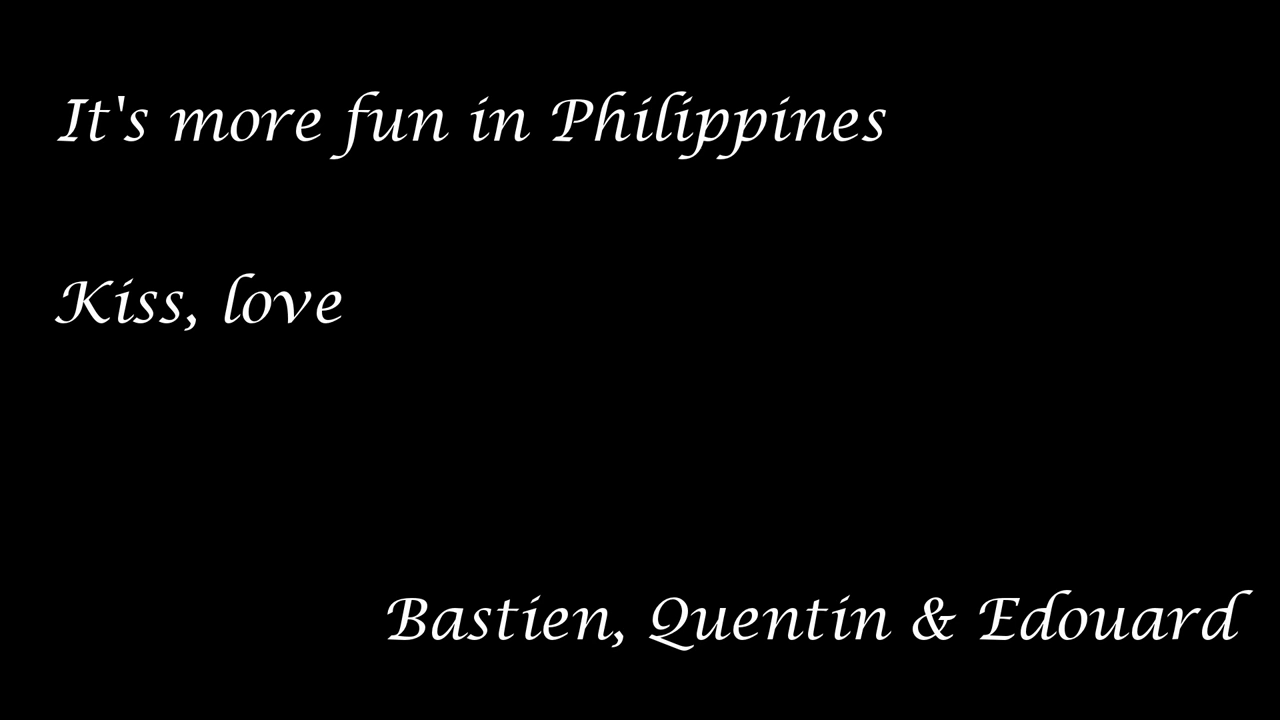 It's more fun in Philippines
Kiss, love
Bastien, Quentin & Edouard